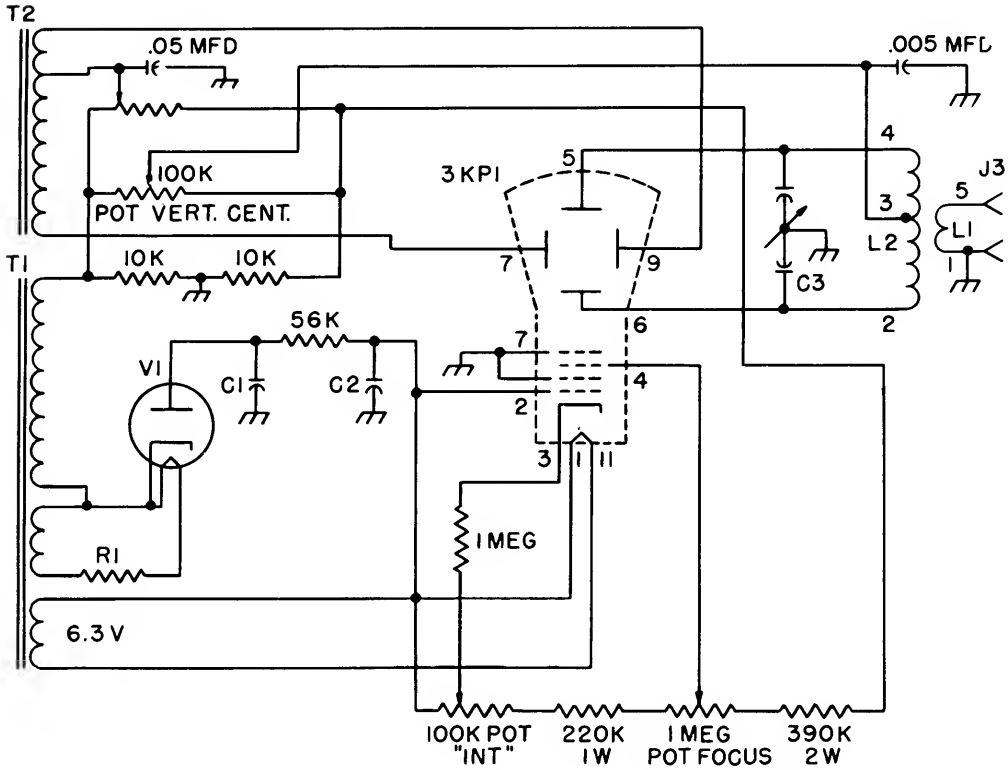 T2
.05 MFD
.005 MFD
100K
POT VERT. CENT.
3KP1
5
4
3
2
J3
5
L1
1
L2
C3
7
9
6
T1
10K
10K
56K
V1
C1
C2
7
2
4
3
1
11
R1
1 MEG
6.3 V
100K POT
"INT"
220K
1W
1 MEG
POT FOCUS
390K
2W